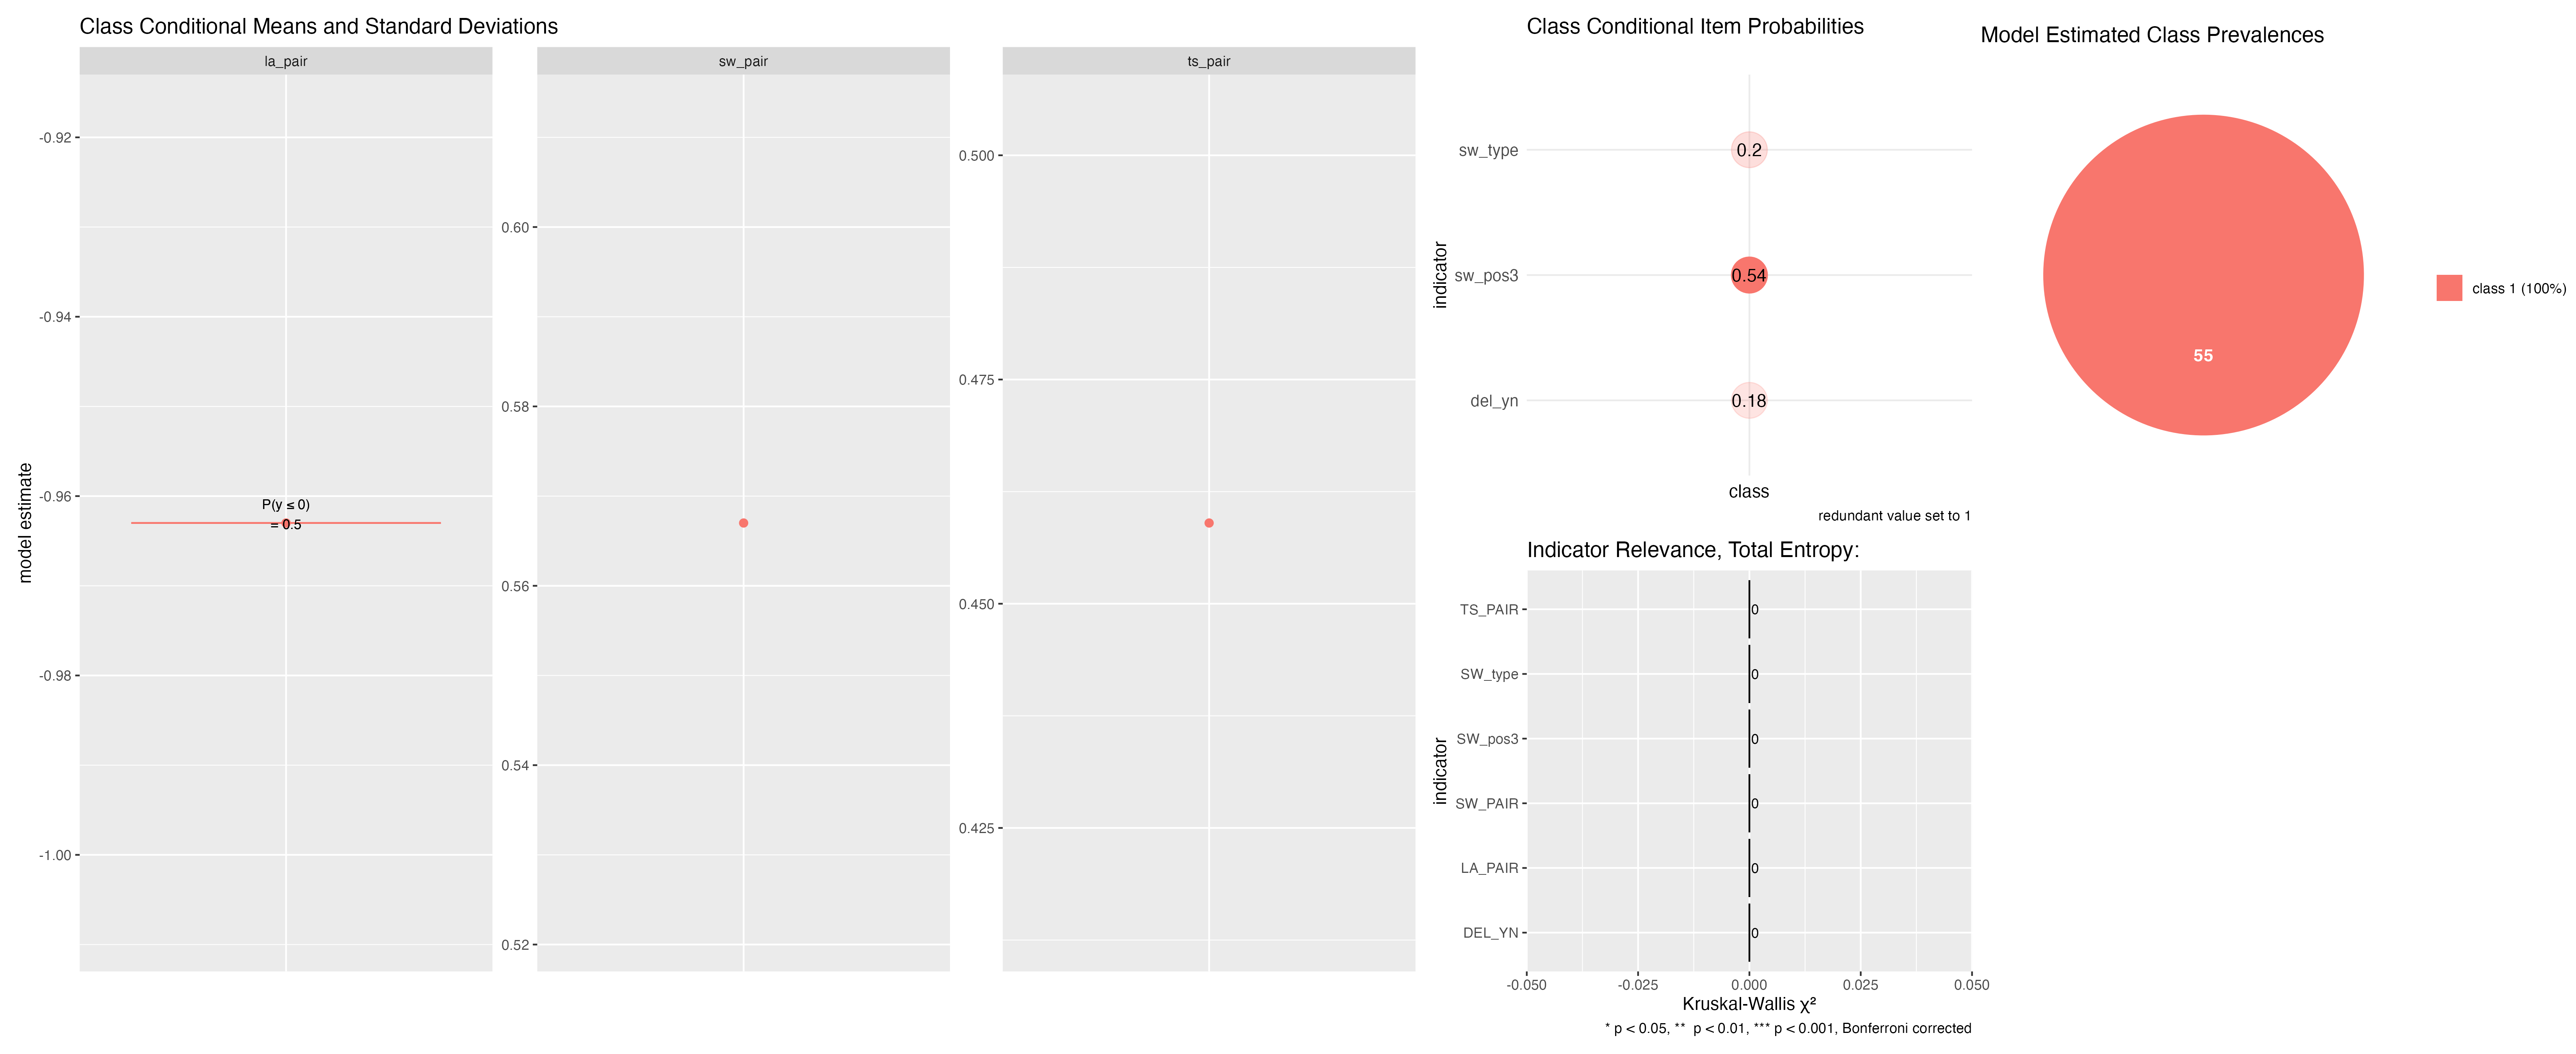 Class Conditional Means and Standard Deviations
la_pair
sw_pair
ts_pair
model estimate
-0.92
-0.94
-0.96
-0.98
-1.00
P(y ≤ 0)
= 0.5
0.60
0.58
0.56
0.54
0.52
0.500
0.475
0.450
0.425
Class Conditional Item Probabilities
indicator
sw_type
0.2
sw_pos3
0.54
del_yn
0.18
class
redundant value set to 1
Model Estimated Class Prevalences
55
class 1 (100%)
Indicator Relevance, Total Entropy:
indicator
TS_PAIR
0
SW_type
0
SW_pos3
0
SW_PAIR
0
LA_PAIR
0
DEL_YN
0
-0.050
-0.025
0.000
0.025
0.050
Kruskal-Wallis χ²
* p < 0.05, ** p < 0.01, *** p < 0.001, Bonferroni corrected